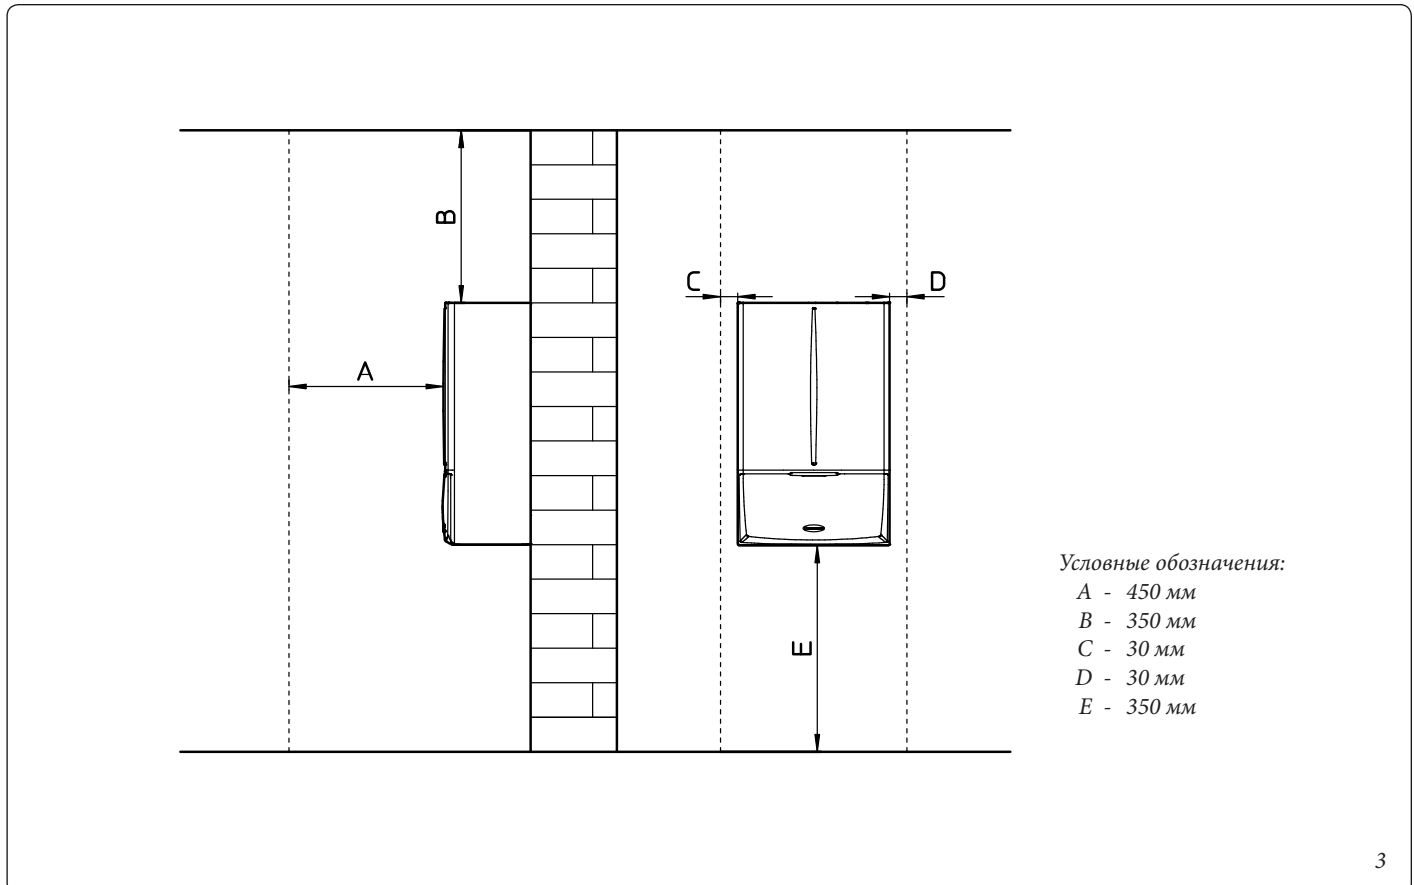 B
C
D
A
E
Условные обозначения:
A - 450 мм
B - 350 мм
C - 30 мм
D - 30 мм
E - 350 мм
3